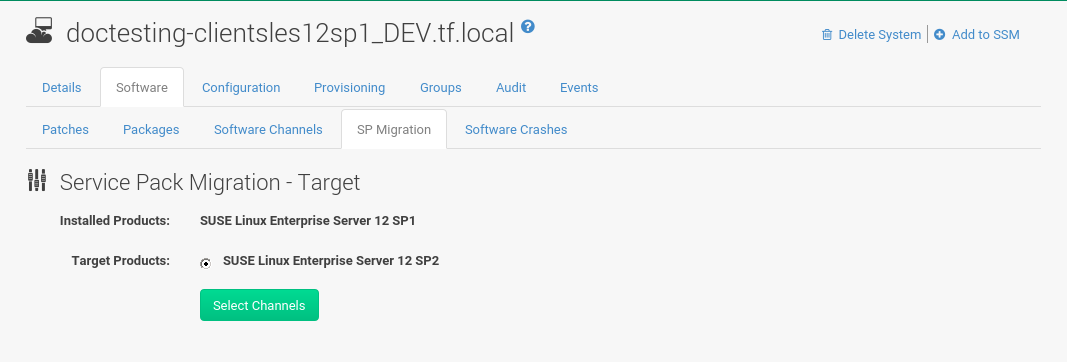 doctesting-clientsles12sp1_DEV.tf.local ?
Delete System | Add to SSM
Details Software Configuration Provisioning Groups Audit Events
Patches Packages Software Channels SP Migration Software Crashes
Service Pack Migration - Target
Installed Products: SUSE Linux Enterprise Server 12 SP1
Target Products: SUSE Linux Enterprise Server 12 SP2
Select Channels